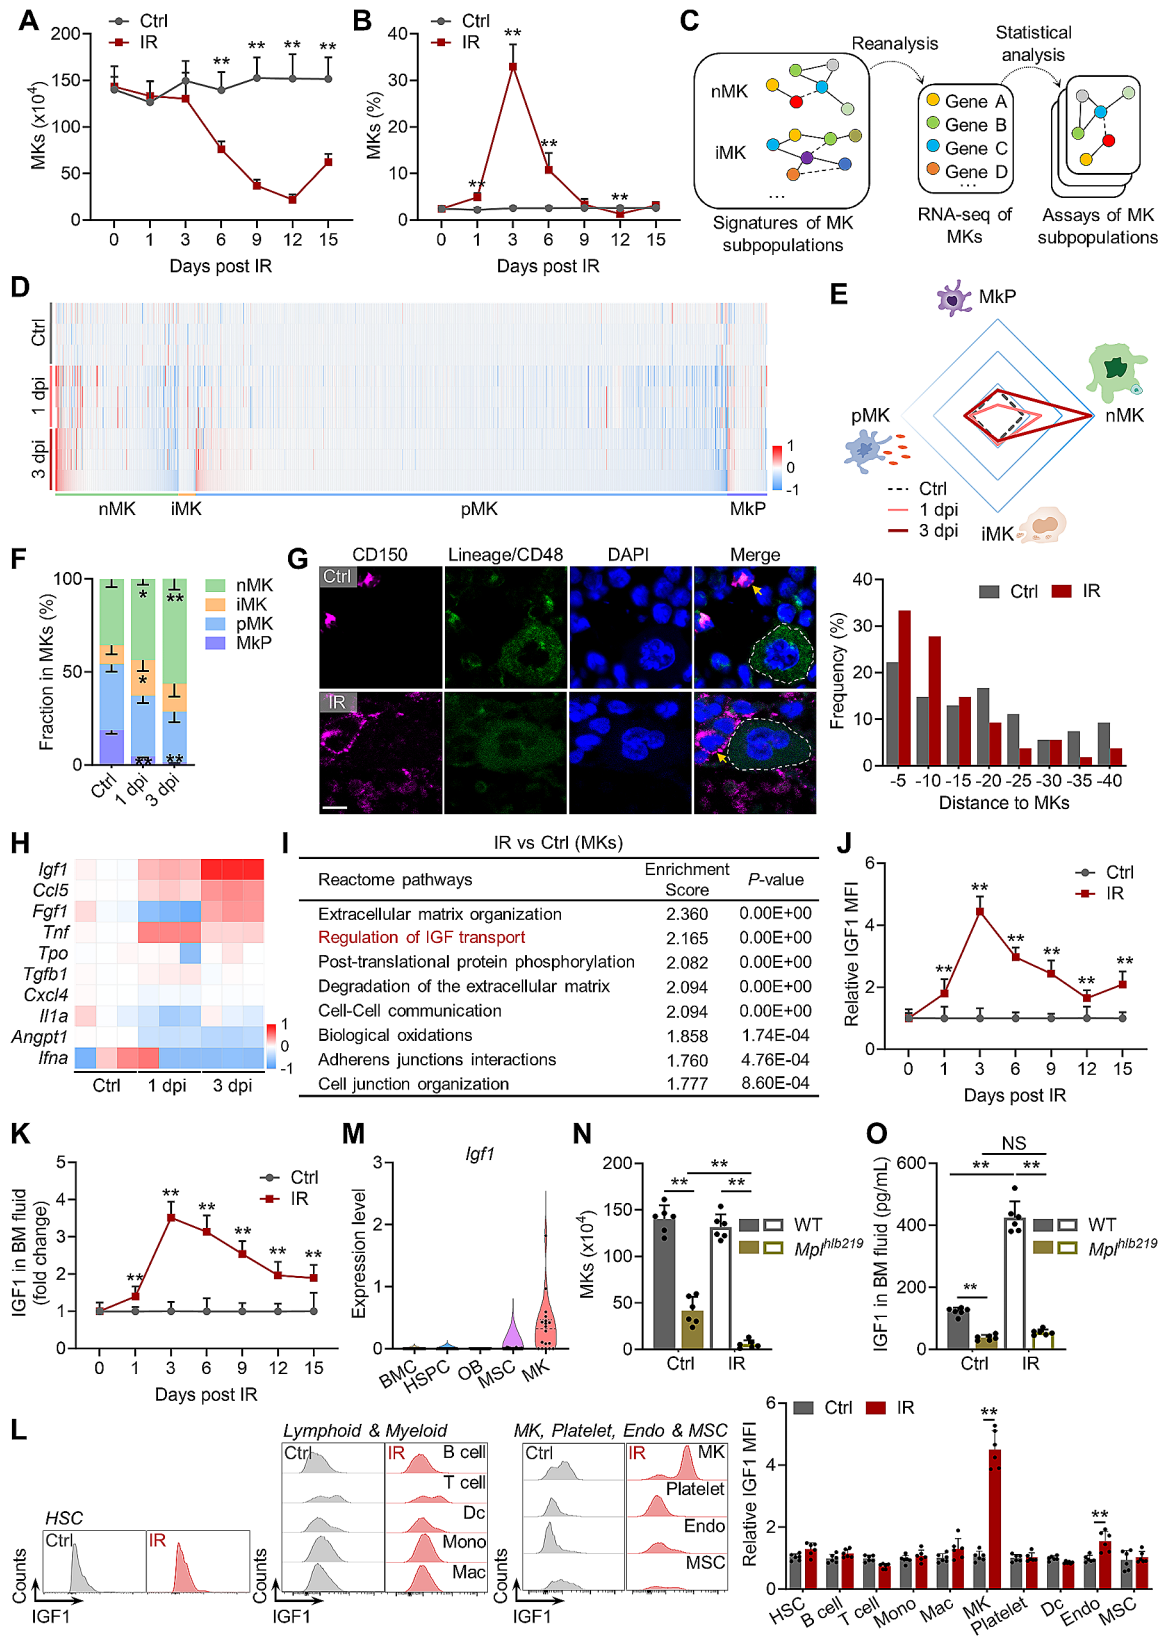 A
Ctrl
IR
200
150
100
50
0
MKs (x10⁴)
** ** ** **
0 1 3 6 9 12 15
Days post IR
B
Ctrl
IR
40
30
20
10
0
MKs (%)
**
**
**
**
0 1 3 6 9 12 15
Days post IR
C
nMK
iMK
...
Signatures of MK
subpopulations
Reanalysis
Gene A
Gene B
Gene C
Gene D
...
RNA-seq of
MKs
Statistical
analysis
Assays of MK
subpopulations
D
Ctrl
1 dpi
3 dpi
nMK iMK pMK MkP
1
0
-1
E
MkP
nMK
pMK
iMK
Ctrl
1 dpi
3 dpi
F
Fraction in MKs (%)
100
50
0
* **
*
** **
Ctrl 1 dpi 3 dpi
nMK
iMK
pMK
MkP
G
CD150 Lineage/CD48 DAPI Merge
Ctrl
IR
Ctrl IR
Frequency (%)
40
30
20
10
0
-5 -10 -15 -20 -25 -30 -35 -40
Distance to MKs
H
Igf1
Ccl5
Fgf1
Tnf
Tpo
Tgfb1
Cxcl4
Il1a
Angpt1
Ifna
Ctrl 1 dpi 3 dpi
1
0
-1
I
IR vs Ctrl (MKs)
Reactome pathways Enrichment Score P-value
Extracellular matrix organization 2.360 0.00E+00
Regulation of IGF transport 2.165 0.00E+00
Post-translational protein phosphorylation 2.082 0.00E+00
Degradation of the extracellular matrix 2.094 0.00E+00
Cell-Cell communication 2.094 0.00E+00
Biological oxidations 1.858 1.74E-04
Adherens junctions interactions 1.760 4.76E-04
Cell junction organization 1.777 8.60E-04
J
Relative IGF1 MFI
6
4
2
0
Ctrl
IR
** ** ** ** ** **
0 1 3 6 9 12 15
Days post IR
K
IGF1 in BM fluid
(fold change)
5
4
3
2
1
0
Ctrl
IR
** ** ** ** ** **
0 1 3 6 9 12 15
Days post IR
M
Igf1
Expression level
3
2
1
0
BMC HSPC OB MSC MK
N
MKs (x10⁴)
200
150
100
50
0
**
** **
WT
Mplhlb219
Ctrl IR
O
IGF1 in BM fluid (pg/mL)
600
400
200
0
NS
** **
**
WT
Mplhlb219
Ctrl IR
L
HSC
Ctrl IR
Counts
IGF1
Lymphoid & Myeloid
Ctrl IR
B cell
T cell
Dc
Mono
Mac
Counts
IGF1
MK, Platelet, Endo & MSC
Ctrl IR
MK
Platelet
Endo
MSC
Counts
IGF1
Ctrl IR
Relative IGF1 MFI
6
4
2
0
**
**
HSC B cell T cell Mono Mac MK Platelet Dc Endo MSC